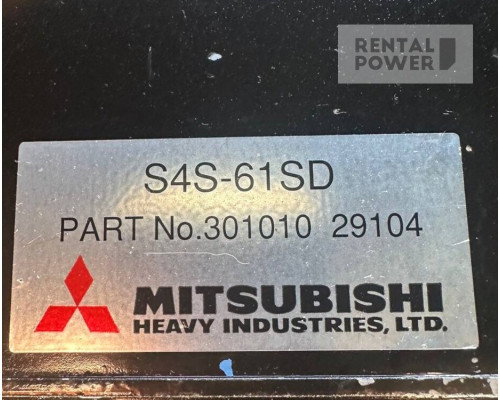 RENTAL
POWER
S4S-61SD
PART No.301010 29104
MITSUBISHI
HEAVY INDUSTRIES, LTD.